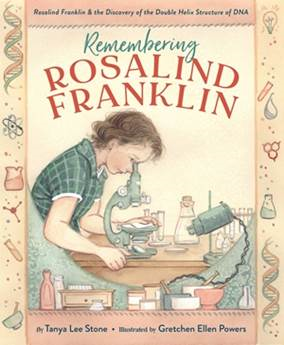 Rosalind Franklin & the Discovery of the Double Helix Structure of DNA
Remembering
ROSALIND
FRANKLIN
By Tanya Lee Stone • Illustrated by Gretchen Ellen Powers